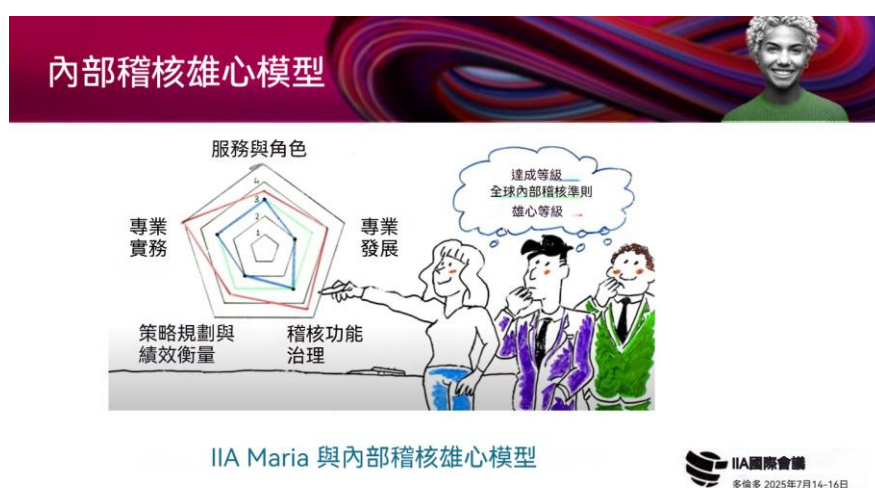 內部稽核雄心模型
服務與角色
4
3
2
1
專業
實務
專業
發展
策略規劃與
績效衡量
稽核功能
治理
達成等級
全球內部稽核準則
雄心等級
IIA Maria 與內部稽核雄心模型
IIA國際會議
多倫多 2025年7月14-16日